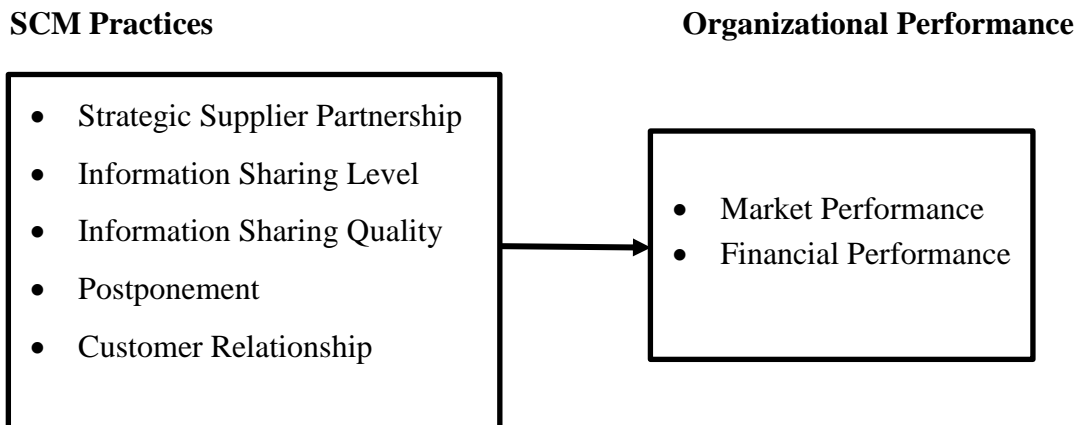 SCM Practices
Organizational Performance
• Strategic Supplier Partnership
• Information Sharing Level
• Information Sharing Quality
• Postponement
• Customer Relationship
• Market Performance
• Financial Performance